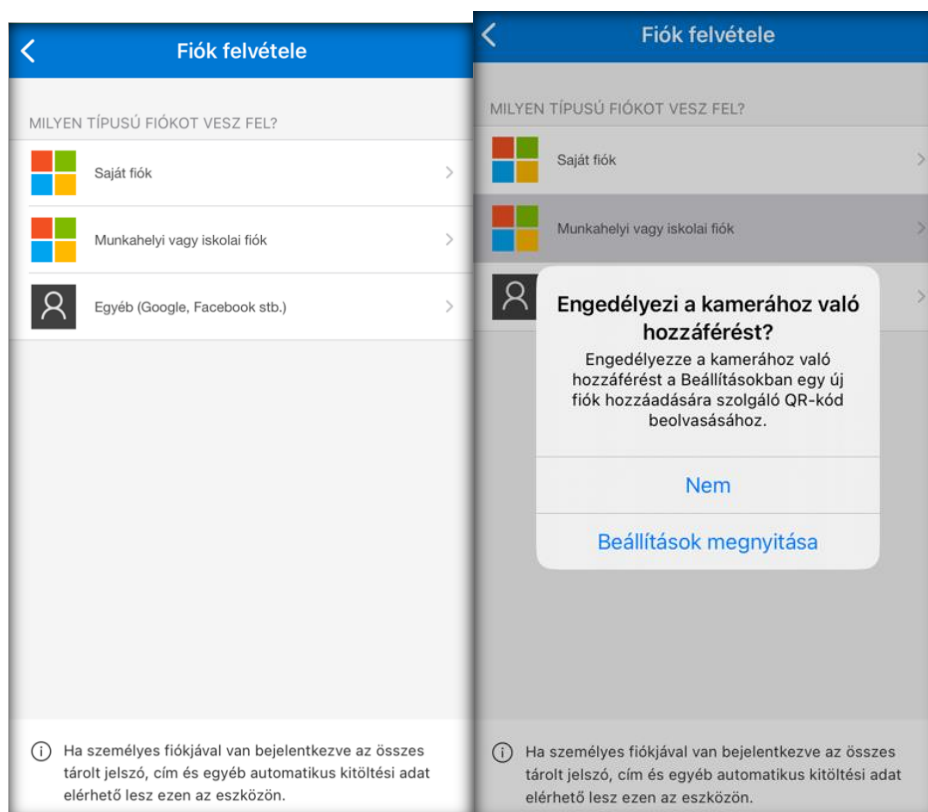 Fiók felvétele
MILYEN TÍPUSÚ FIÓKOT VESZ FEL?
Saját fiók
Munkahelyi vagy iskolai fiók
Egyéb (Google, Facebook stb.)
Ha személyes fiókjával van bejelentkezve az összes
tárolt jelszó, cím és egyéb automatikus kitöltési adat
elérhető lesz ezen az eszközön.
Fiók felvétele
MILYEN TÍPUSÚ FIÓKOT VESZ FEL?
Saját fiók
Munkahelyi vagy iskolai fiók
Engedélyezi a kamerához való
hozzáférést?
Engedélyezze a kamerához való
hozzáférést a Beállításokban egy új
fiók hozzáadására szolgáló QR-kód
beolvasásához.
Nem
Beállítások megnyitása
Ha személyes fiókjával van bejelentkezve az összes
tárolt jelszó, cím és egyéb automatikus kitöltési adat
elérhető lesz ezen az eszközön.